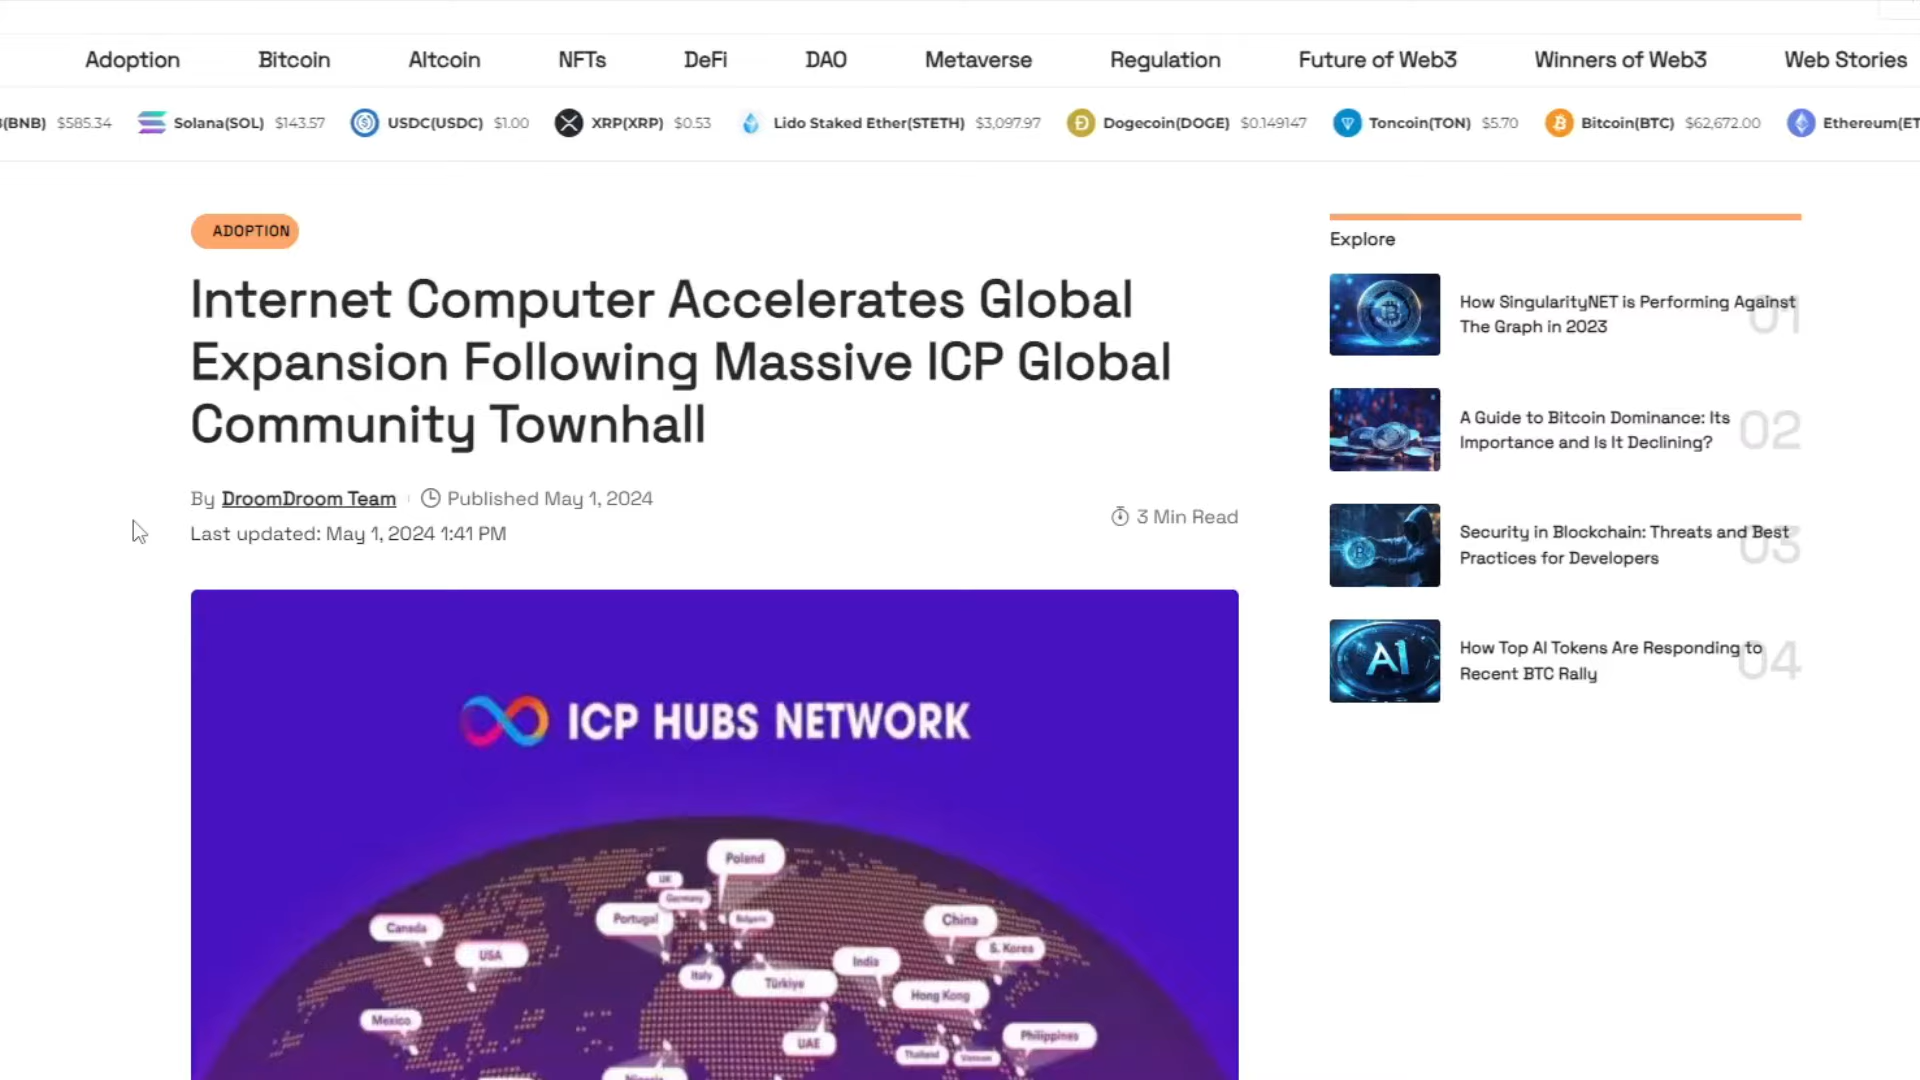 Adoption Bitcoin Altcoin NFTs DeFi DAO Metaverse Regulation Future of Web3 Winners of Web3 Web Stories
(BNB) $585.34 Solana(SOL) $143.57 USDC(USDC) $1.00 XRP(XRP) $0.53 Lido Staked Ether(STETH) $3,097.97 Dogecoin(DOGE) $0.149147 Toncoin(TON) $5.70 Bitcoin(BTC) $62,672.00 Ethereum(ET
ADOPTION
Internet Computer Accelerates Global
Expansion Following Massive ICP Global
Community Townhall
By DroomDroom Team Published May 1, 2024
Last updated: May 1, 2024 1:41 PM
3 Min Read
ICP HUBS NETWORK
Poland
UK
Germany
Portugal
Bulgaria
Canada
USA
China
S. Korea
Italy
Türkiye
India
Hong Kong
Mexico
UAE
Philippines
Thailand
Vietnam
Nigeria
Explore
How SingularityNET is Performing Against
The Graph in 2023
01
A Guide to Bitcoin Dominance: Its
Importance and Is It Declining?
02
Security in Blockchain: Threats and Best
Practices for Developers
03
AI
How Top AI Tokens Are Responding to
Recent BTC Rally
04